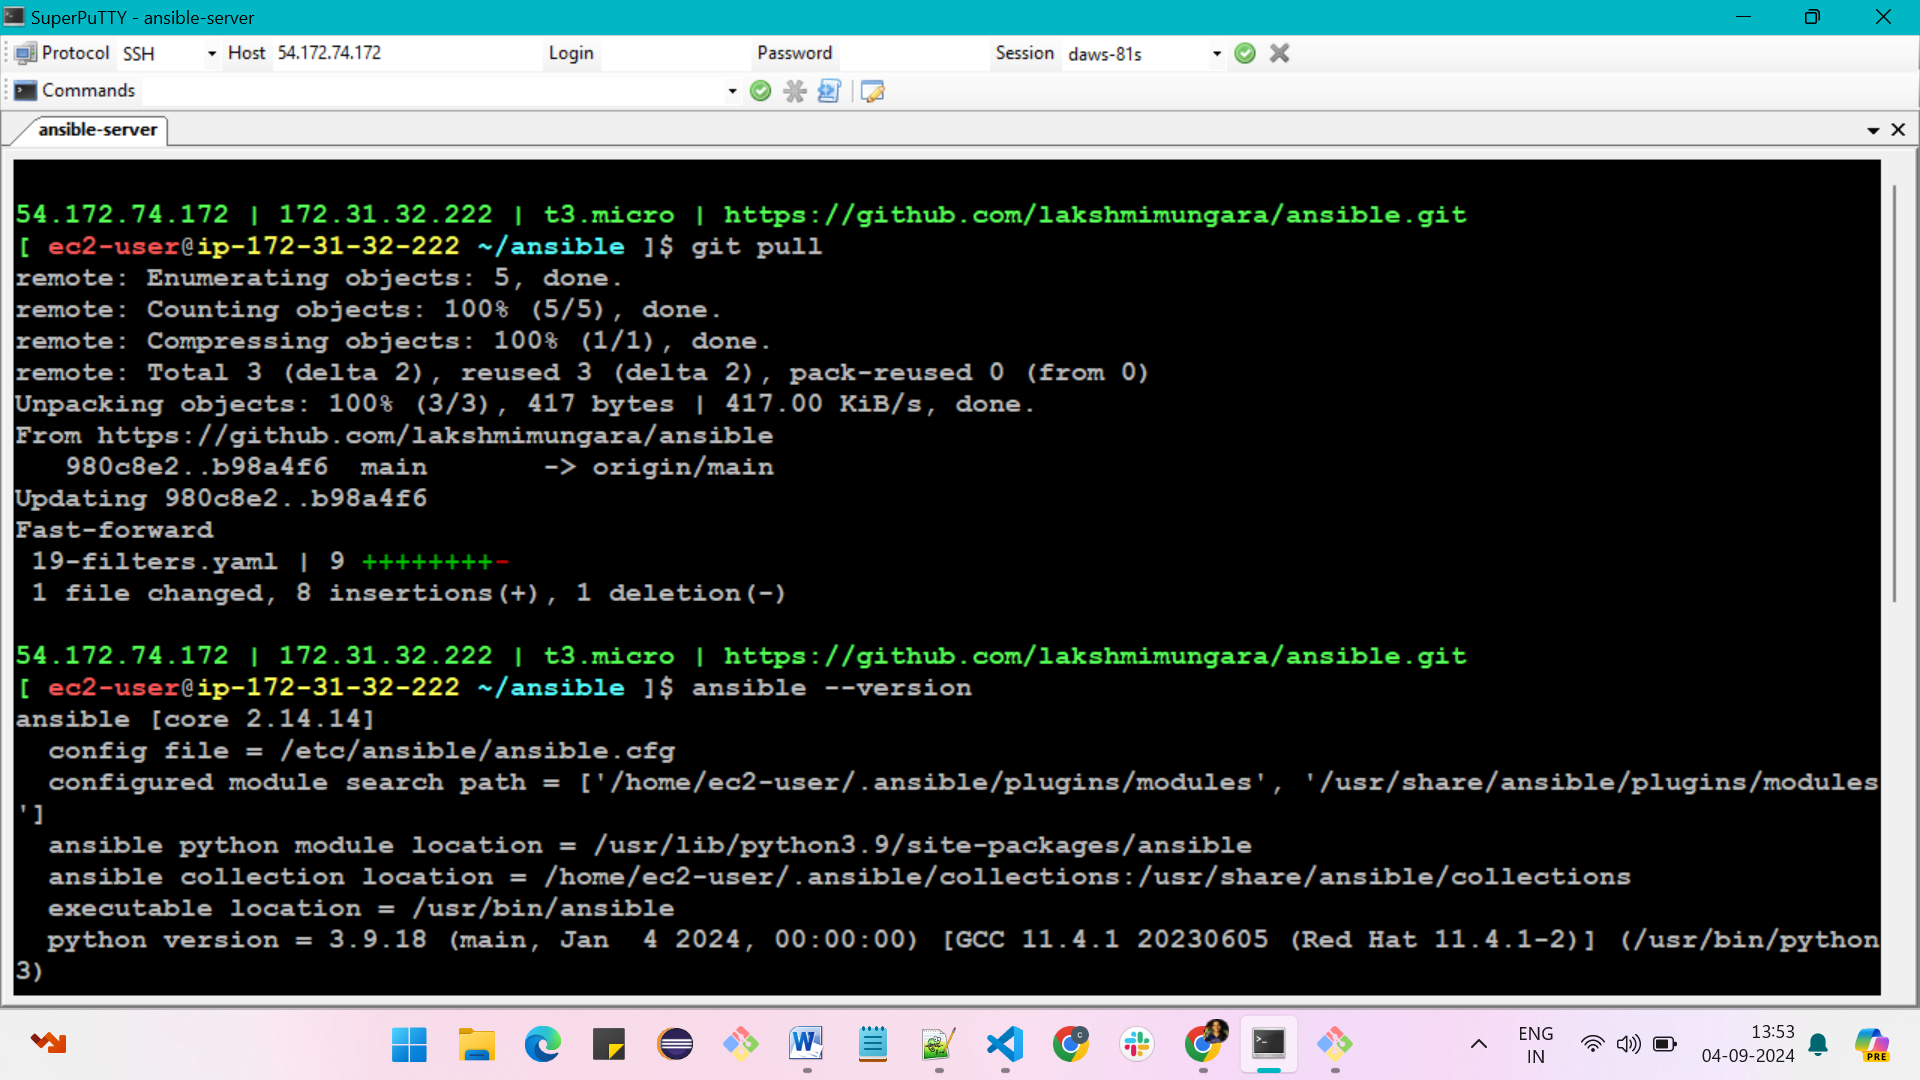 SuperPuTTY - ansible-server
Protocol SSH Host 54.172.74.172 Login Password Session daws-81s
Commands
ansible-server
54.172.74.172 | 172.31.32.222 | t3.micro | https://github.com/lakshmimungara/ansible.git
[ ec2-user@ip-172-31-32-222 ~/ansible ]$ git pull
remote: Enumerating objects: 5, done.
remote: Counting objects: 100% (5/5), done.
remote: Compressing objects: 100% (1/1), done.
remote: Total 3 (delta 2), reused 3 (delta 2), pack-reused 0 (from 0)
Unpacking objects: 100% (3/3), 417 bytes | 417.00 KiB/s, done.
From https://github.com/lakshmimungara/ansible
   980c8e2..b98a4f6  main       -> origin/main
Updating 980c8e2..b98a4f6
Fast-forward
 19-filters.yaml | 9 ++++++++-
 1 file changed, 8 insertions(+), 1 deletion(-)
54.172.74.172 | 172.31.32.222 | t3.micro | https://github.com/lakshmimungara/ansible.git
[ ec2-user@ip-172-31-32-222 ~/ansible ]$ ansible --version
ansible [core 2.14.14]
  config file = /etc/ansible/ansible.cfg
  configured module search path = ['/home/ec2-user/.ansible/plugins/modules', '/usr/share/ansible/plugins/modules
']
  ansible python module location = /usr/lib/python3.9/site-packages/ansible
  ansible collection location = /home/ec2-user/.ansible/collections:/usr/share/ansible/collections
  executable location = /usr/bin/ansible
  python version = 3.9.18 (main, Jan  4 2024, 00:00:00) [GCC 11.4.1 20230605 (Red Hat 11.4.1-2)] (/usr/bin/python
3)
ENG
IN
13:53
04-09-2024
PRE